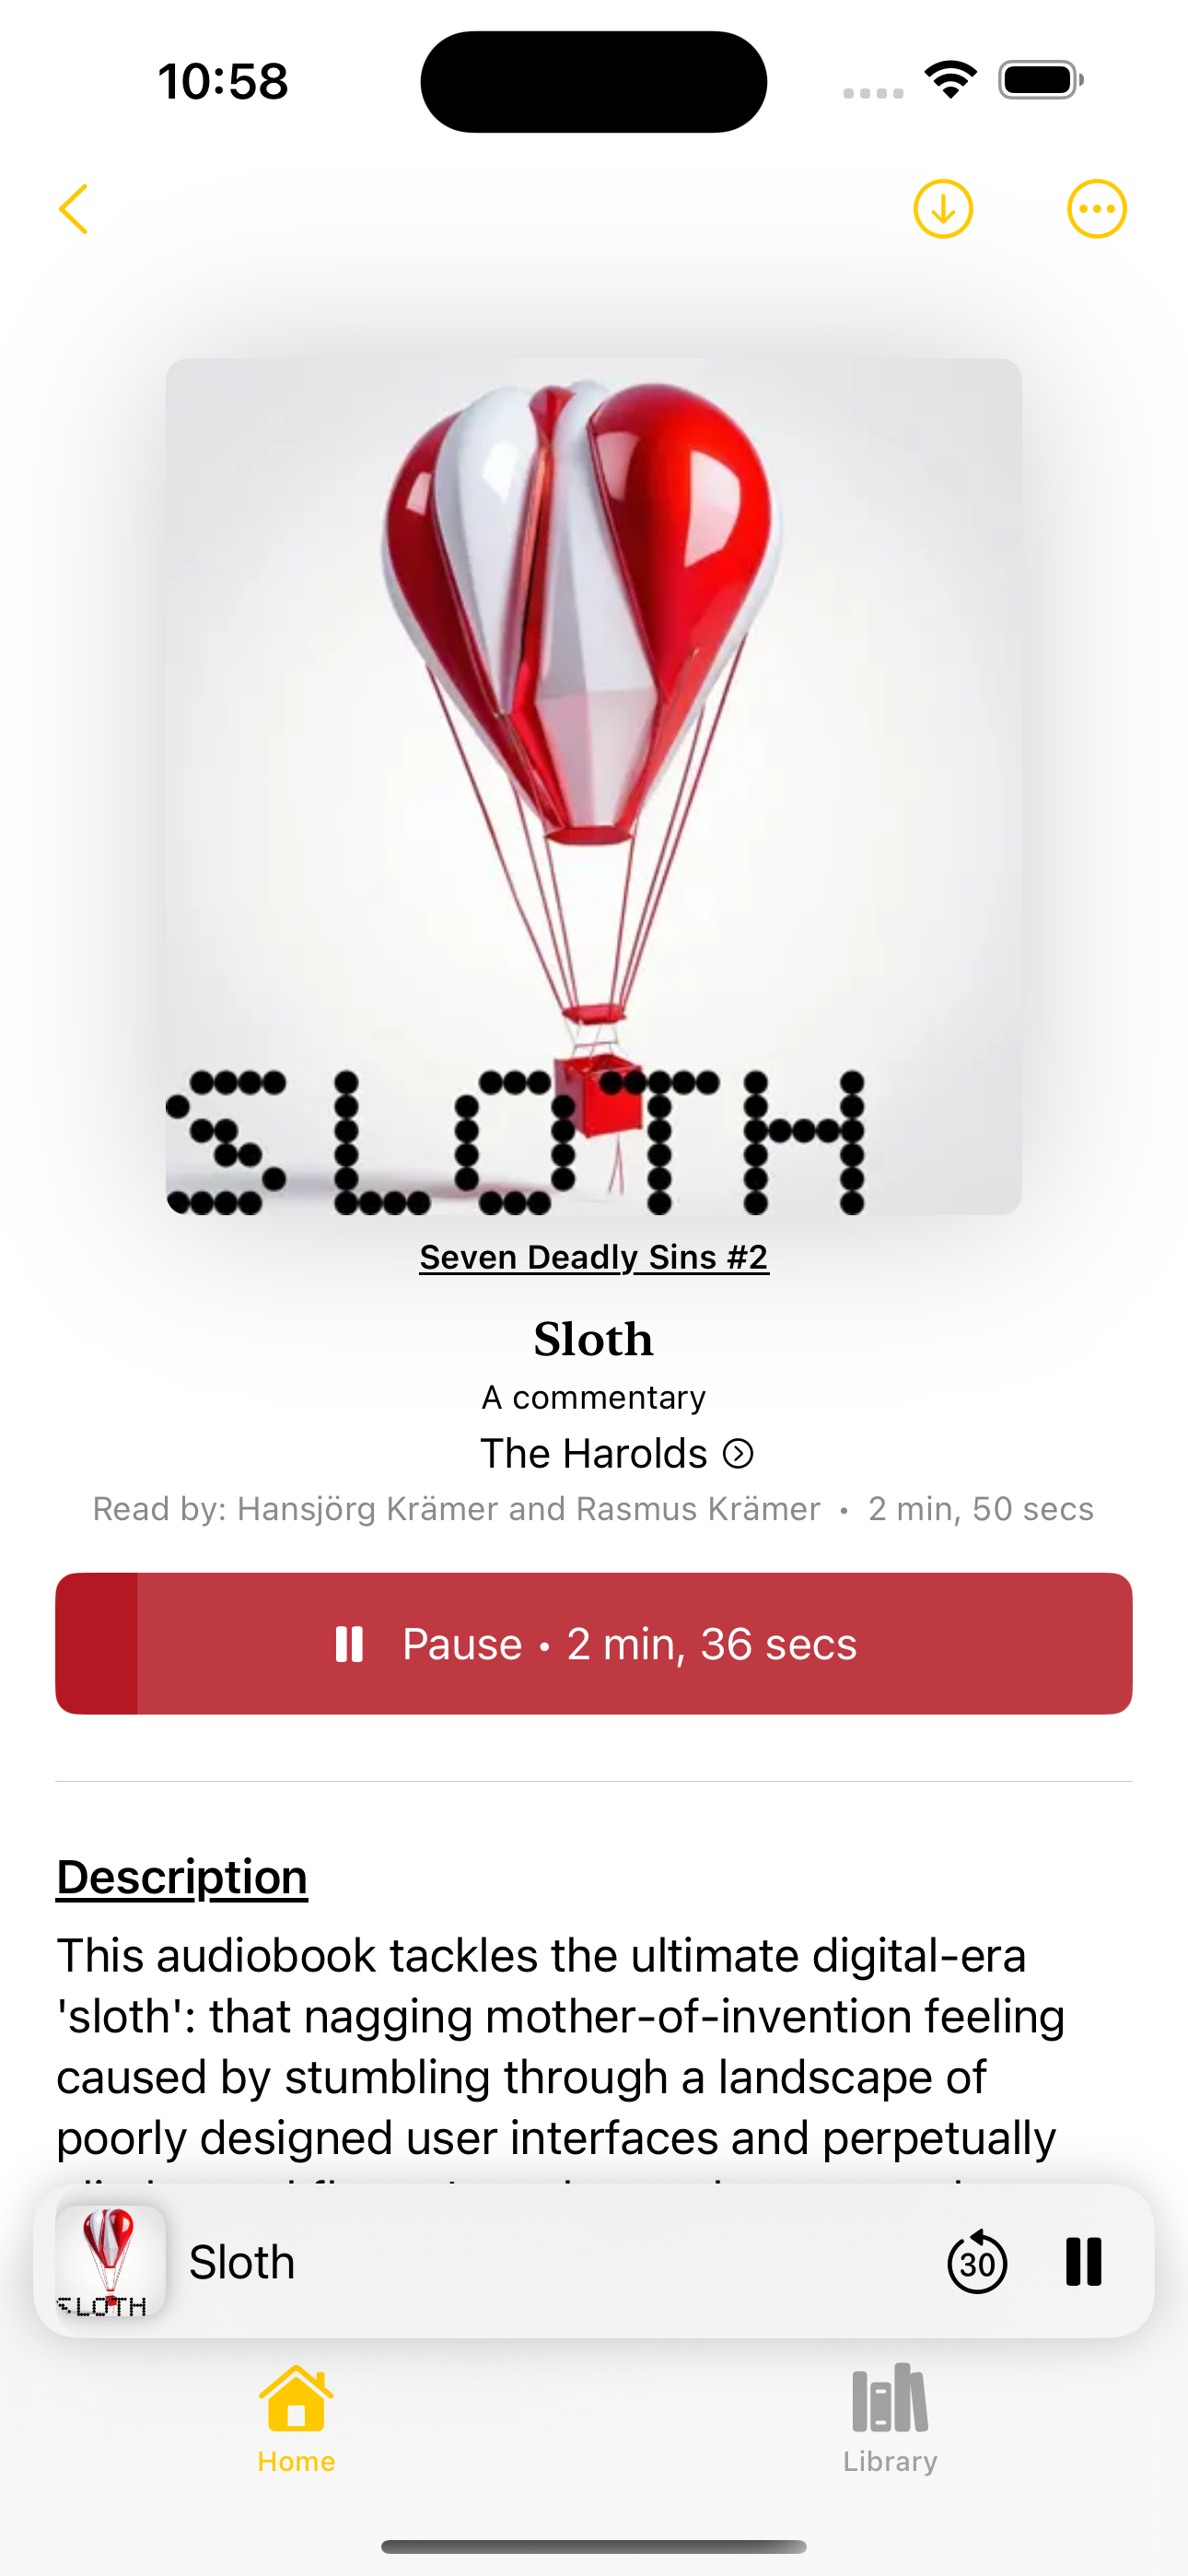 10:58
SLOTH
Seven Deadly Sins #2
Sloth
A commentary
The Harolds
Read by: Hansjörg Krämer and Rasmus Krämer • 2 min, 50 secs
Pause • 2 min, 36 secs
Description
This audiobook tackles the ultimate digital-era
'sloth': that nagging mother-of-invention feeling
caused by stumbling through a landscape of
poorly designed user interfaces and perpetually
SLOTH
Sloth
30
Home
Library